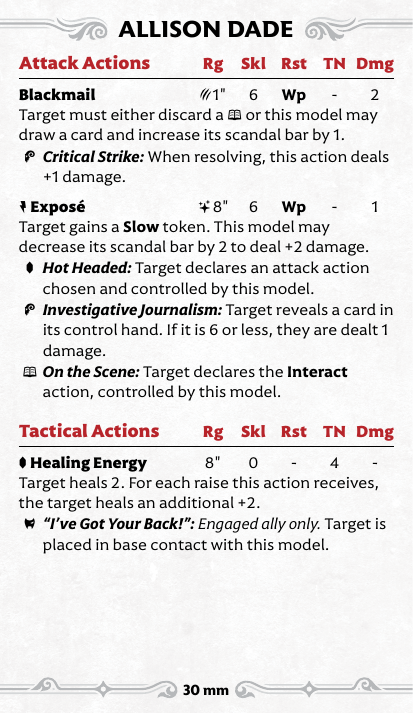 ALLISON DADE
Attack Actions Rg Skl Rst TN Dmg
Blackmail 1" 6 Wp - 2
Target must either discard a or this model may
draw a card and increase its scandal bar by 1.
Critical Strike: When resolving, this action deals
+1 damage.
Exposé 8" 6 Wp - 1
Target gains a Slow token. This model may
decrease its scandal bar by 2 to deal +2 damage.
Hot Headed: Target declares an attack action
chosen and controlled by this model.
Investigative Journalism: Target reveals a card in
its control hand. If it is 6 or less, they are dealt 1
damage.
On the Scene: Target declares the Interact
action, controlled by this model.
Tactical Actions Rg Skl Rst TN Dmg
Healing Energy 8" 0 - 4 -
Target heals 2. For each raise this action receives,
the target heals an additional +2.
“I’ve Got Your Back!”: Engaged ally only. Target is
placed in base contact with this model.
30 mm